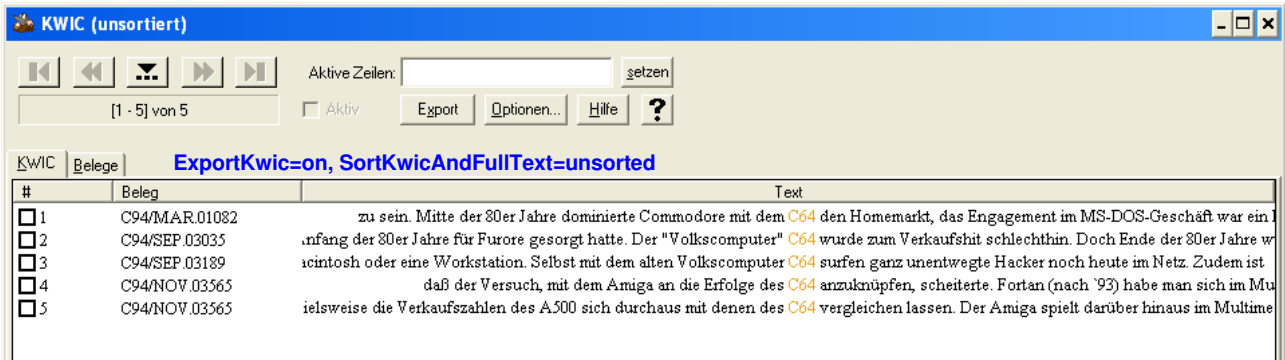 KWIC (unsortiert)
Aktive Zeilen: setzen
[1 - 5] von 5 Aktiv Export Optionen... Hilfe ?
KWIC Belege ExportKwic=on, SortKwicAndFullText=unsorted
# Beleg Text
1 C94/MAR.01082 zu sein. Mitte der 80er Jahre dominierte Commodore mit dem C64 den Homemarkt, das Engagement im MS-DOS-Geschäft war ein
2 C94/SEP.03035 nfang der 80er Jahre für Furore gesorgt hatte. Der "Volkscomputer" C64 wurde zum Verkaufshit schlechthin. Doch Ende der 80er Jahre w
3 C94/SEP.03189 acintosh oder eine Workstation. Selbst mit dem alten Volkscomputer C64 surfen ganz unentwegte Hacker noch heute im Netz. Zudem ist
4 C94/NOV.03565 daß der Versuch, mit dem Amiga an die Erfolge des C64 anzuknüpfen, scheiterte. Fortan (nach `93) habe man sich im Mu
5 C94/NOV.03565 ielsweise die Verkaufszahlen des A500 sich durchaus mit denen des C64 vergleichen lassen. Der Amiga spielt darüber hinaus im Multime